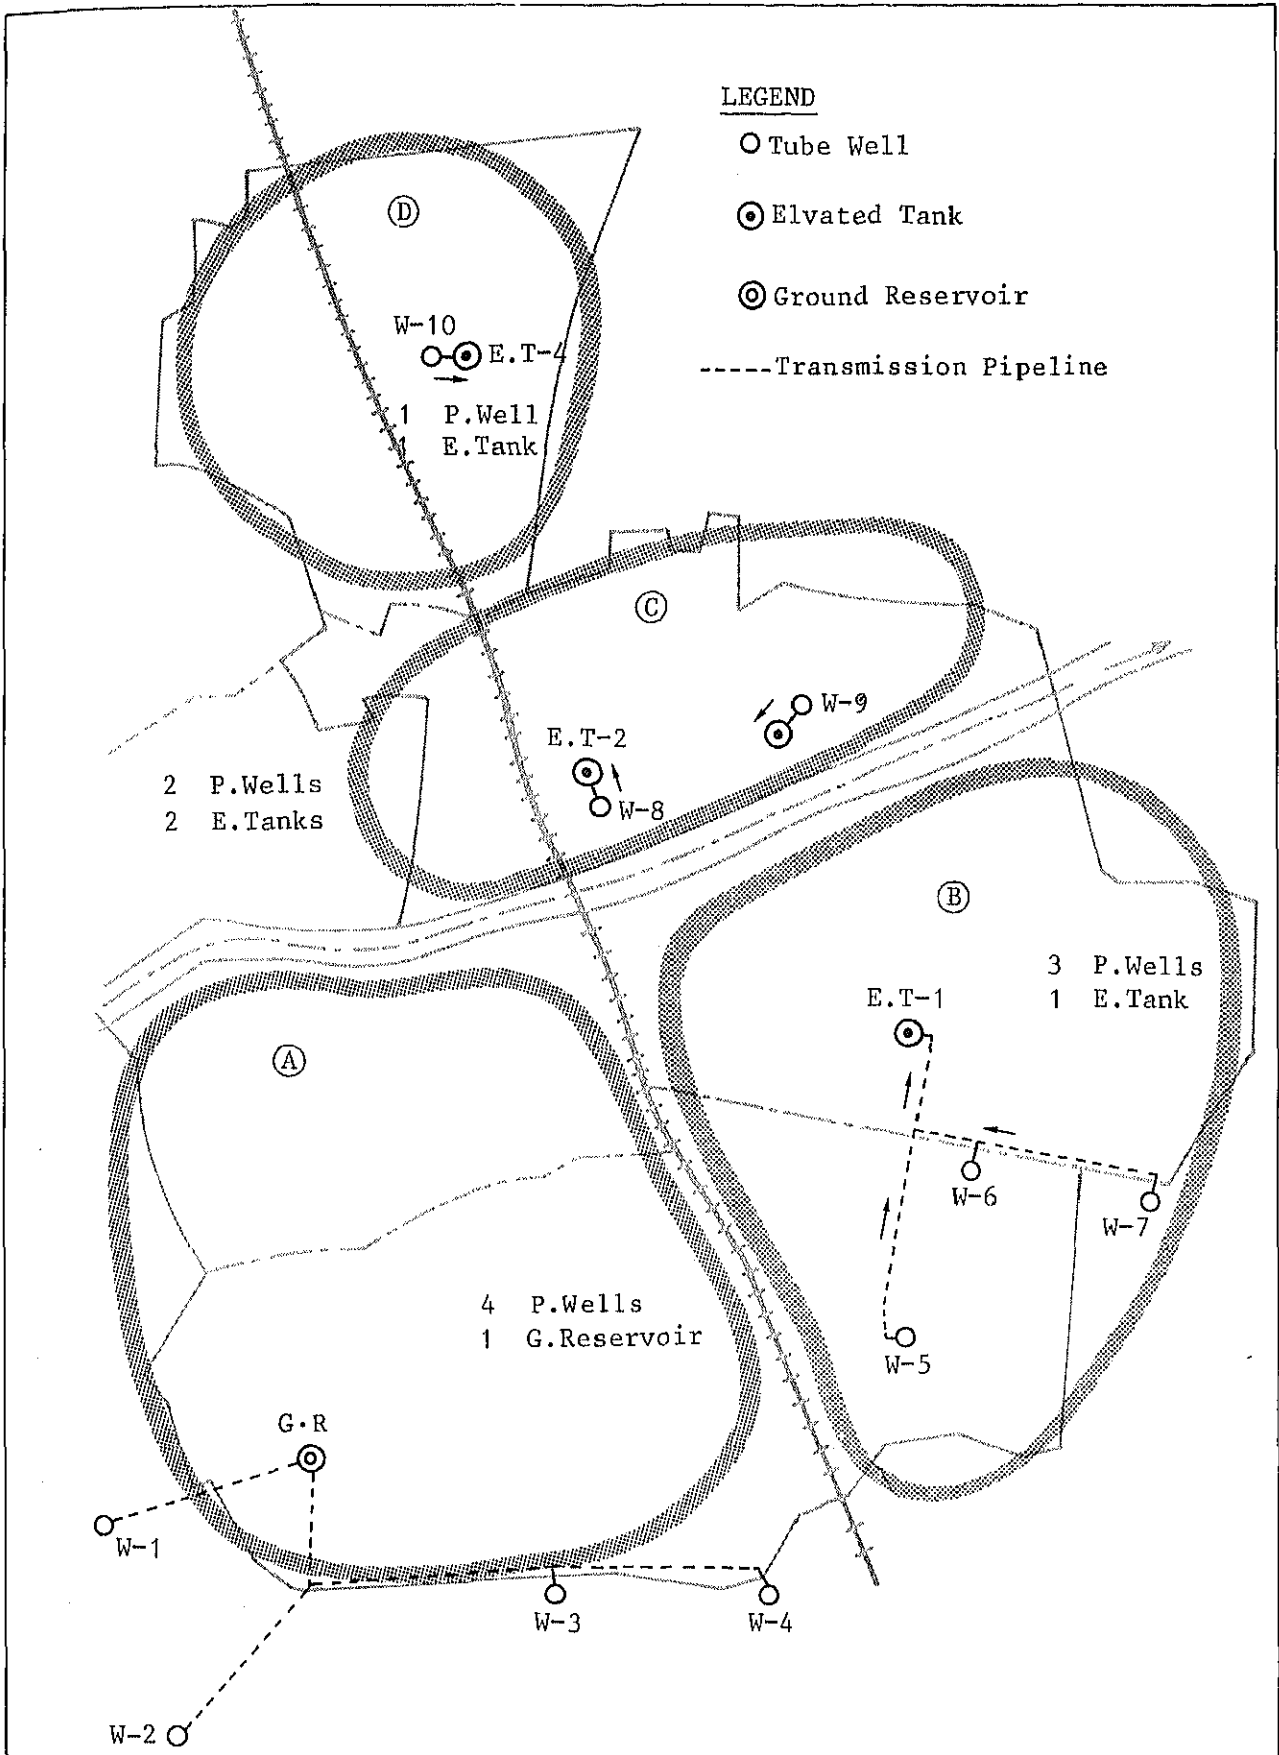 LEGEND
Tube Well
Elvated Tank
Ground Reservoir
Transmission Pipeline
D
W-10
E.T-4
1 P.Well
1 E.Tank
C
W-9
E.T-2
W-8
2 P.Wells
2 E.Tanks
B
3 P.Wells
1 E.Tank
E.T-1
W-6
W-7
W-5
A
4 P.Wells
1 G.Reservoir
G.R
W-1
W-3
W-4
W-2